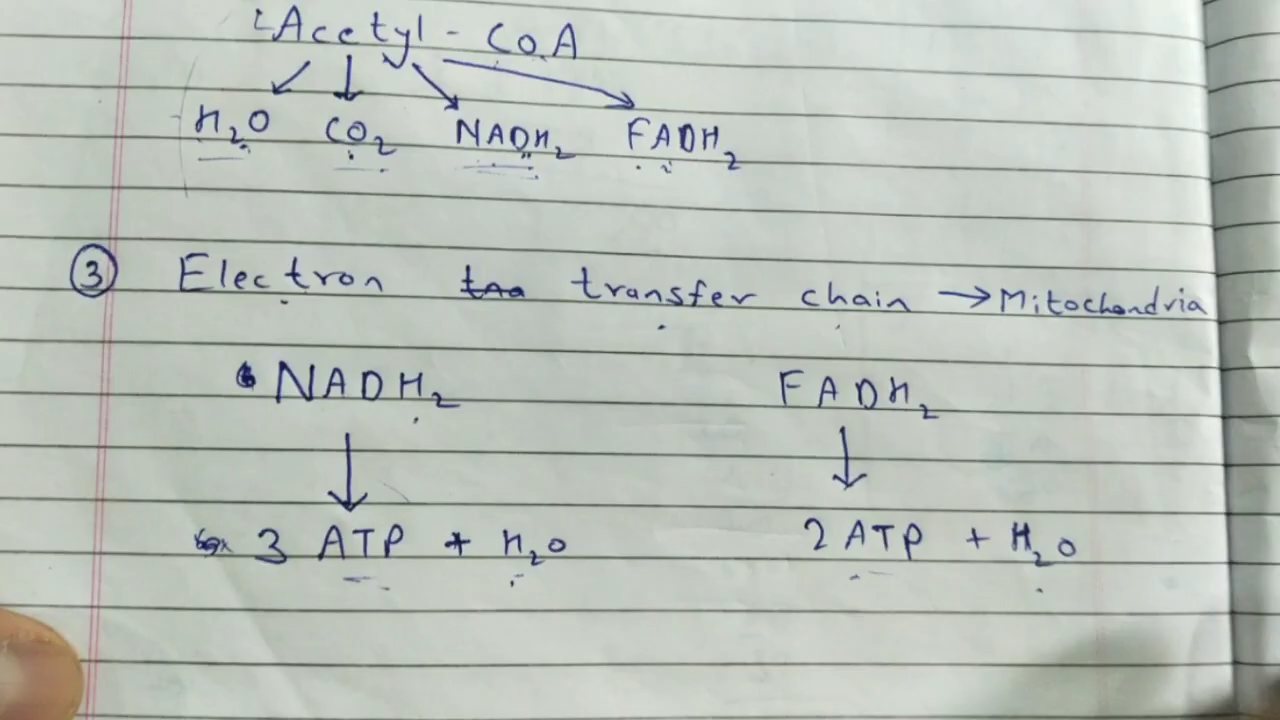 Acetyl - CoA
H₂O CO₂ NADH₂ FADH₂
③ Electron transfer chain → Mitochondria
NADH₂ FADH₂
3 ATP + H₂O 2 ATP + H₂O